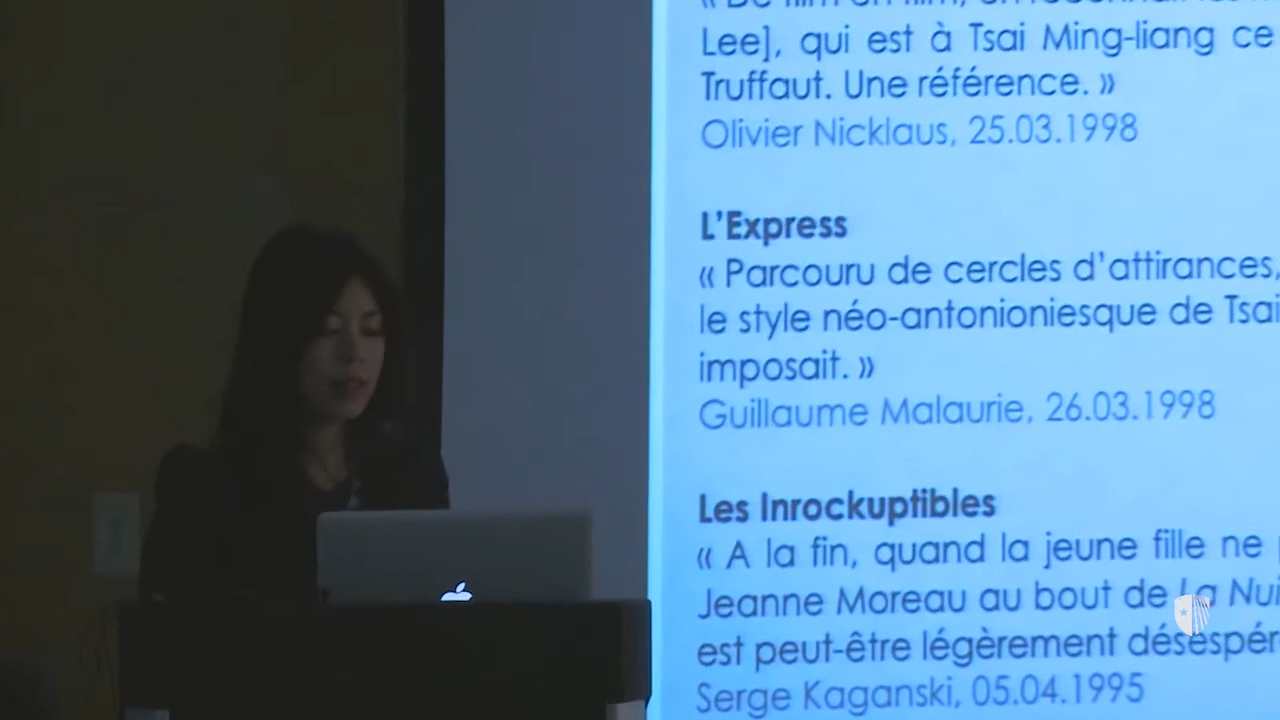 Lee], qui est à Tsai Ming-liang ce
Truffaut. Une référence. »
Olivier Nicklaus, 25.03.1998
L'Express
« Parcouru de cercles d'attirances,
le style néo-antonioniesque de Tsai
imposait. »
Guillaume Malaurie, 26.03.1998
Les Inrockuptibles
« A la fin, quand la jeune fille ne
Jeanne Moreau au bout de La
est peut-être légèrement
Serge Kaganski, 05.04.1995